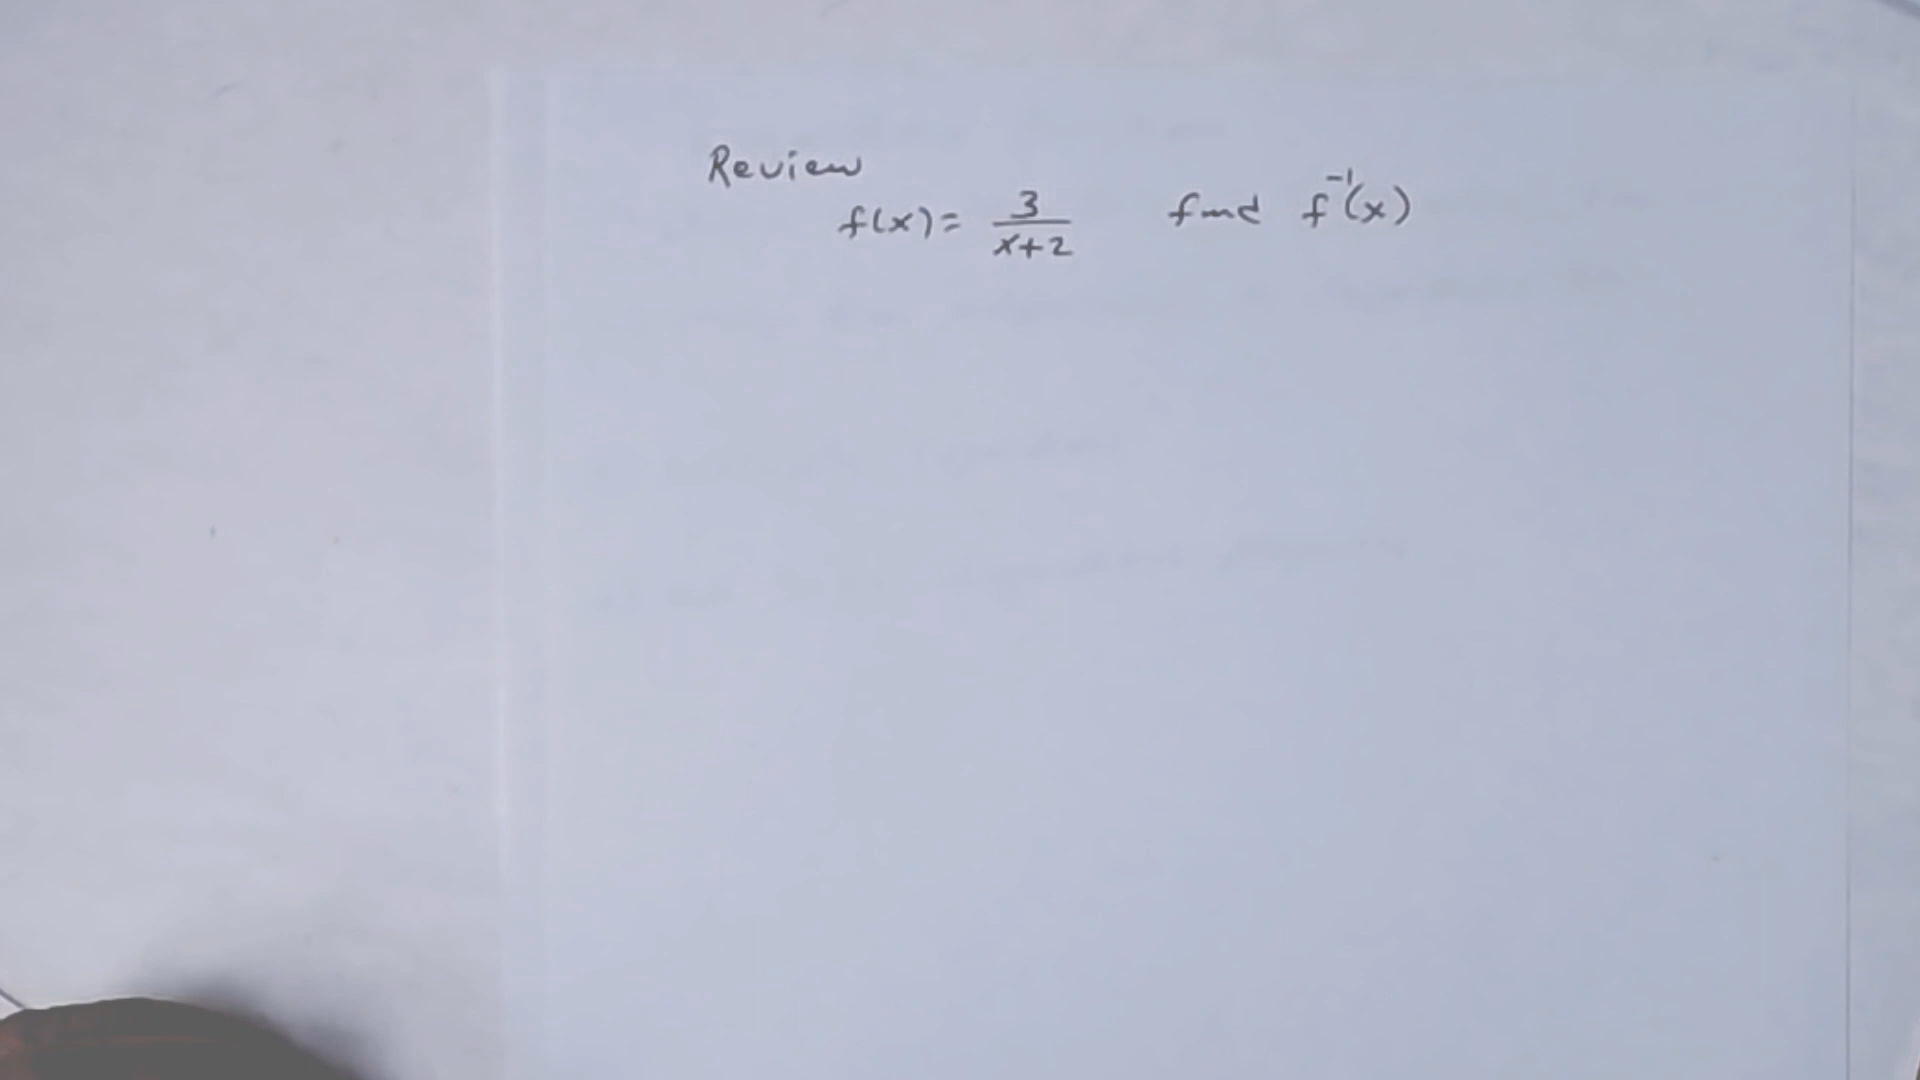 Review
f(x) = 3/(x+2) find f⁻¹(x)